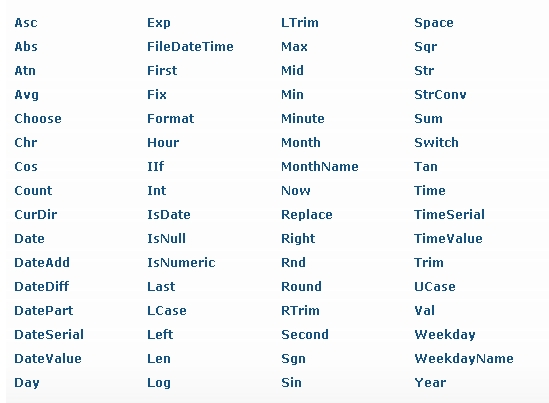 Asc Exp LTrim Space
Abs FileDateTime Max Sqr
Atn First Mid Str
Avg Fix Min StrConv
Choose Format Minute Sum
Chr Hour Month Switch
Cos IIf MonthName Tan
Count Int Now Time
CurDir IsDate Replace TimeSerial
Date IsNull Right TimeValue
DateAdd IsNumeric Rnd Trim
DateDiff Last Round UCase
DatePart LCase RTrim Val
DateSerial Left Second Weekday
DateValue Len Sgn WeekdayName
Day Log Sin Year